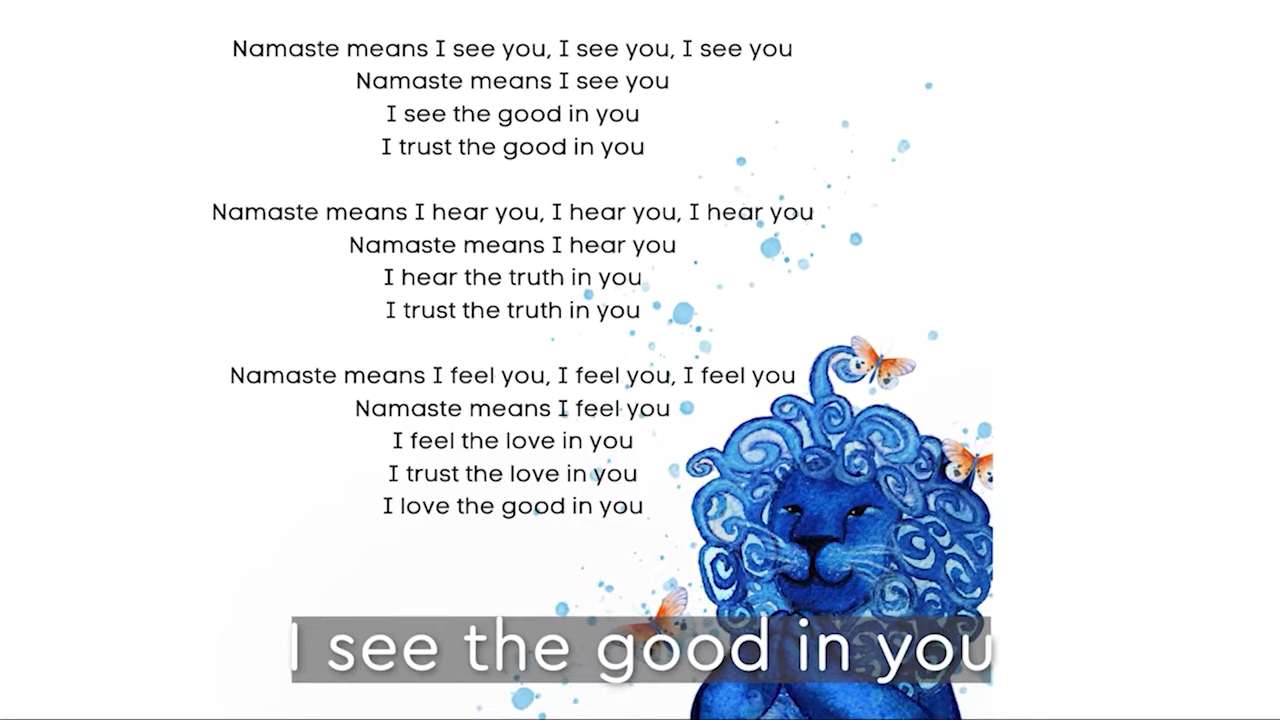 Namaste means I see you, I see you, I see you
Namaste means I see you
I see the good in you
I trust the good in you
Namaste means I hear you, I hear you, I hear you
Namaste means I hear you
I hear the truth in you
I trust the truth in you
Namaste means I feel you, I feel you, I feel you
Namaste means I feel you
I feel the love in you
I trust the love in you
I love the good in you
I see the good in you